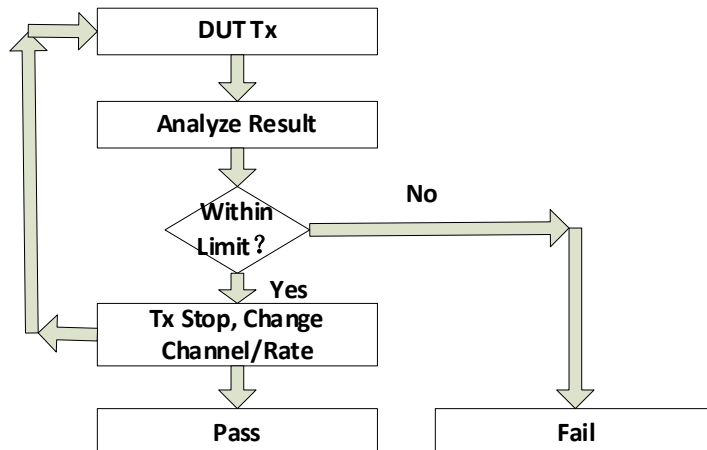 DUT Tx
Analyze Result
No
Within
Limit？
Yes
Tx Stop, Change
Channel/Rate
Pass
Fail